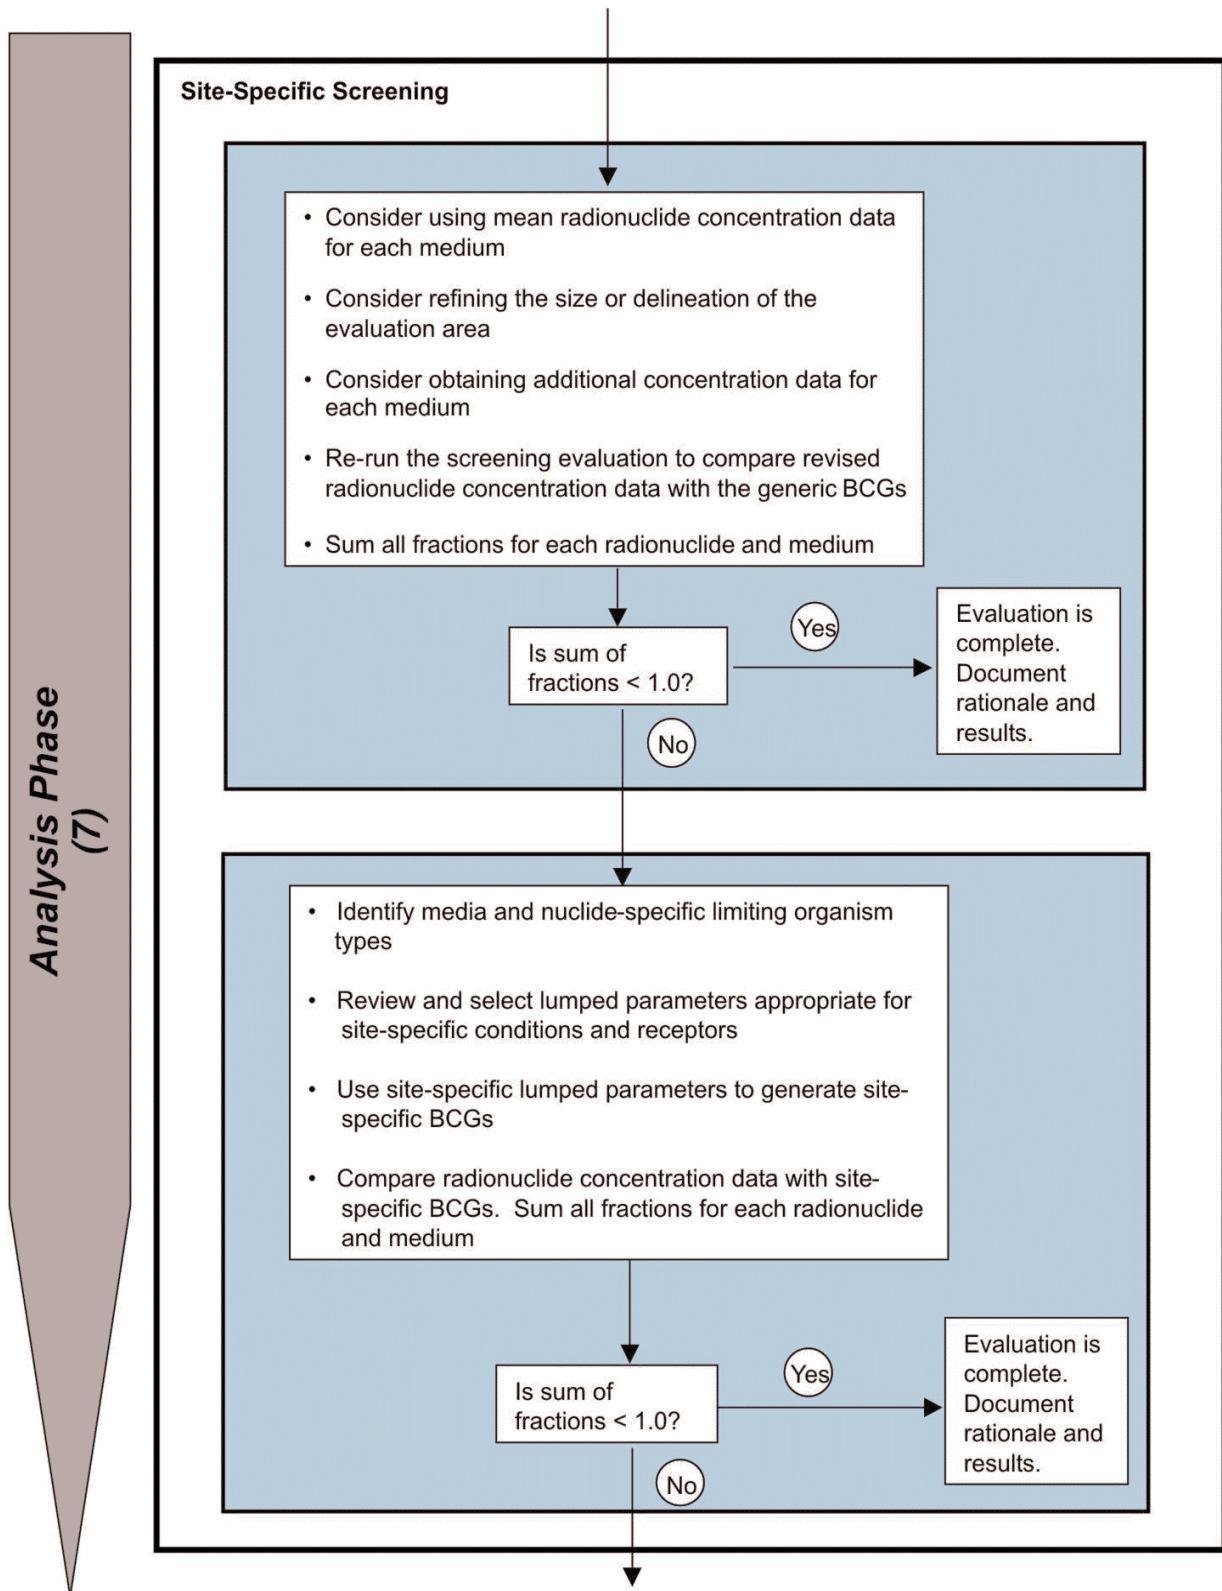 Site-Specific Screening
• Consider using mean radionuclide concentration data
for each medium
• Consider refining the size or delineation of the
evaluation area
• Consider obtaining additional concentration data for
each medium
• Re-run the screening evaluation to compare revised
radionuclide concentration data with the generic BCGs
• Sum all fractions for each radionuclide and medium
Is sum of
fractions < 1.0?
Yes
Evaluation is
complete.
Document
rationale and
results.
No
Analysis Phase
(7)
• Identify media and nuclide-specific limiting organism
types
• Review and select lumped parameters appropriate for
site-specific conditions and receptors
• Use site-specific lumped parameters to generate site-
specific BCGs
• Compare radionuclide concentration data with site-
specific BCGs. Sum all fractions for each radionuclide
and medium
Is sum of
fractions < 1.0?
Yes
Evaluation is
complete.
Document
rationale and
results.
No